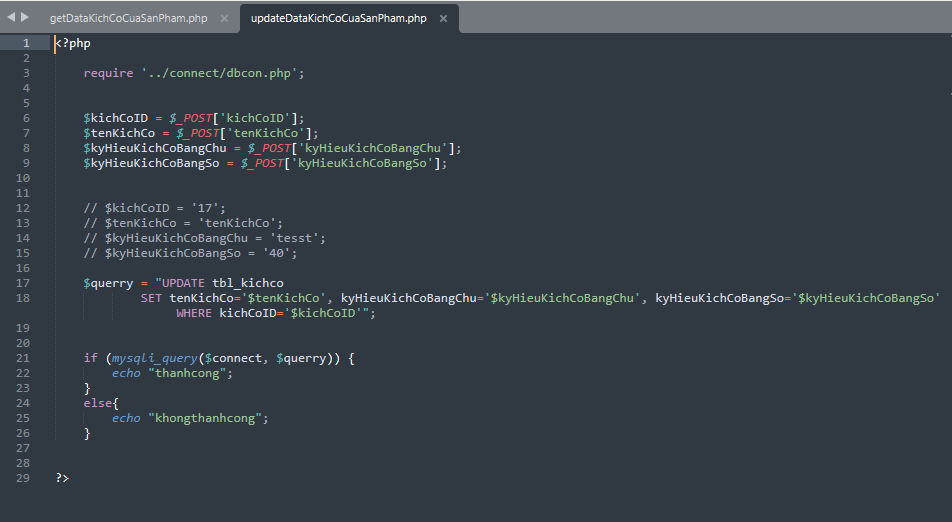 getDataKichCoCuaSanPham.php × updateDataKichCoCuaSanPham.php ×
1 <?php
2
3 require '../connect/dbcon.php';
4
5
6 $kichCoID = $_POST['kichCoID'];
7 $tenKichCo = $_POST['tenKichCo'];
8 $kyHieuKichCoBangChu = $_POST['kyHieuKichCoBangChu'];
9 $kyHieuKichCoBangSo = $_POST['kyHieuKichCoBangSo'];
10
11
12 // $kichCoID = '17';
13 // $tenKichCo = 'tenKichCo';
14 // $kyHieuKichCoBangChu = 'tesst';
15 // $kyHieuKichCoBangSo = '40';
16
17 $querry = "UPDATE tbl_kichco
18 SET tenKichCo='$tenKichCo', kyHieuKichCoBangChu='$kyHieuKichCoBangChu', kyHieuKichCoBangSo='$kyHieuKichCoBangSo'
WHERE kichCoID='$kichCoID'";
19
20
21 if (mysqli_query($connect, $querry)) {
22 echo "thanhcong";
23 }
24 else{
25 echo "khongthanhcong";
26 }
27
28
29 ?>